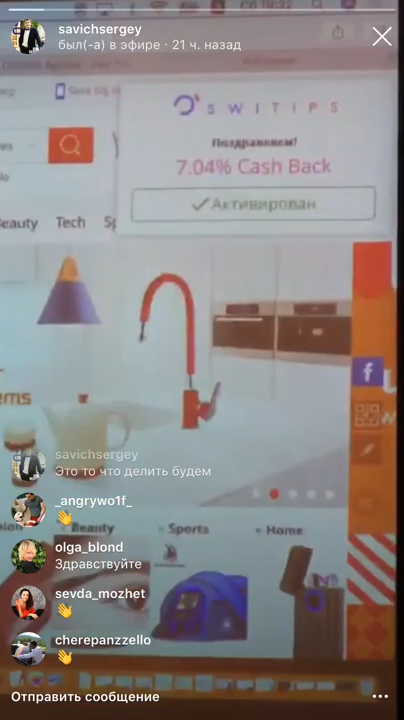 savichsergey
был(-а) в эфире · 21 ч. назад
SWITIPS
Поздравляем!
7.04% Cash Back
✓Активирован
eauty Tech Sp
ems
savichsergey
Это то что делить будем
_angrywo1f_
👋
Beauty Sports Home
olga_blond
Здравствуйте
sevda_mozhet
👋
cherepanzzello
👋
Отправить сообщение